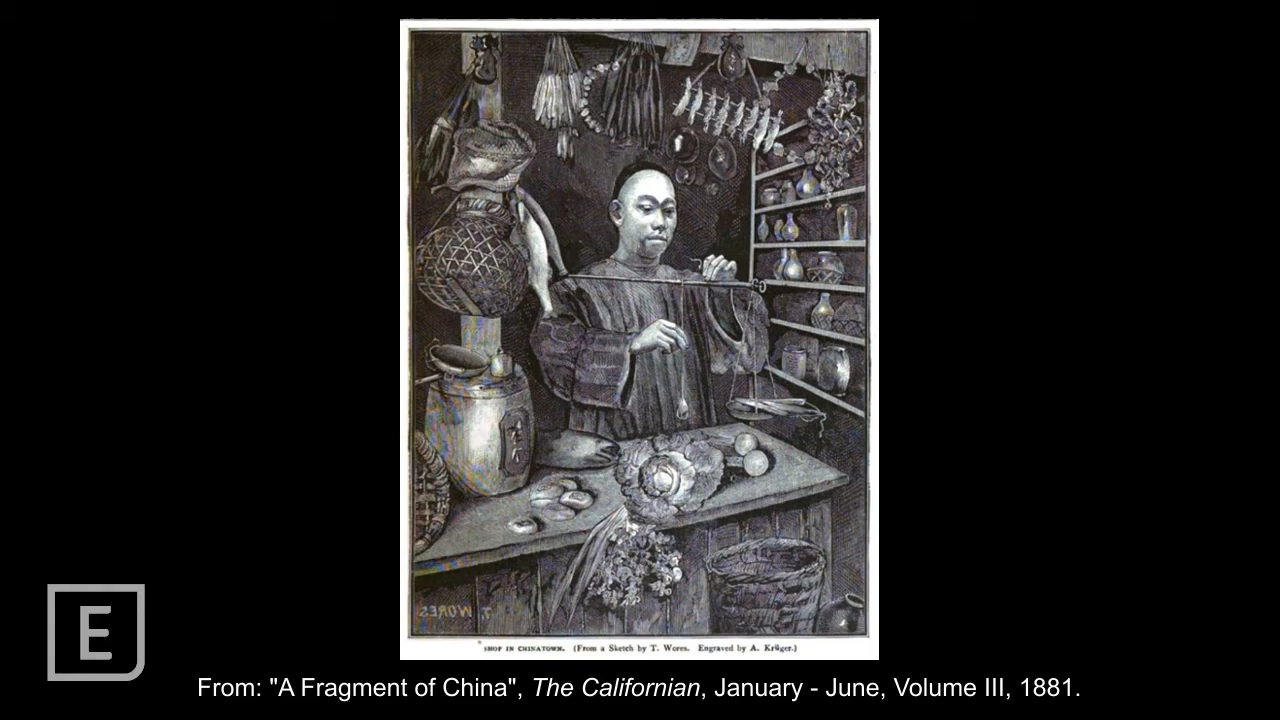 T. WORES
SHOP IN CHINATOWN. (From a Sketch by T. Wores. Engraved by A. Krüger.)
E
From: "A Fragment of China", The Californian, January - June, Volume III, 1881.